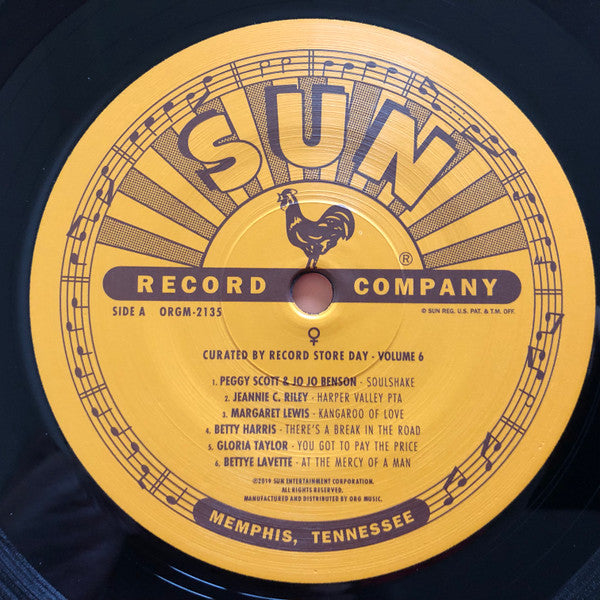 SUN
®
RECORD COMPANY
SIDE A ORGM-2135
© SUN REG. U.S. PAT. & T.M. OFF.
♀
CURATED BY RECORD STORE DAY - VOLUME 6
1. PEGGY SCOTT & JO JO BENSON - SOULSHAKE
2. JEANNIE C. RILEY - HARPER VALLEY PTA
3. MARGARET LEWIS - KANGAROO OF LOVE
4. BETTY HARRIS - THERE'S A BREAK IN THE ROAD
5. GLORIA TAYLOR - YOU GOT TO PAY THE PRICE
6. BETTYE LAVETTE - AT THE MERCY OF A MAN
℗2019 SUN ENTERTAINMENT CORPORATION.
ALL RIGHTS RESERVED.
MANUFACTURED AND DISTRIBUTED BY ORG MUSIC.
MEMPHIS, TENNESSEE